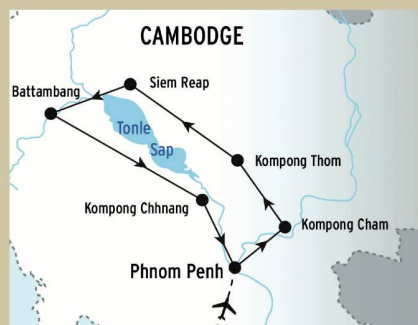 CAMBODGE
Siem Reap
Battambang
Tonle
Sap
Kompong Thom
Kompong Chhnang
Kompong Cham
Phnom Penh